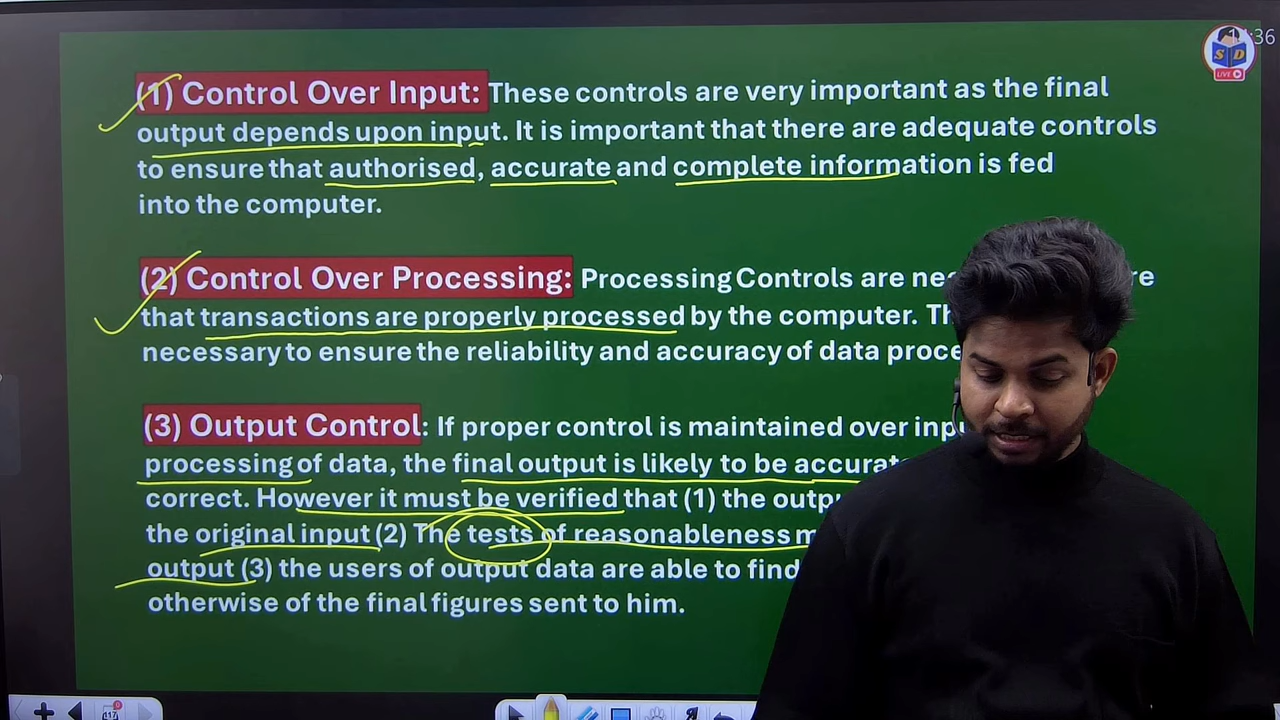 (1) Control Over Input: These controls are very important as the final
output depends upon input. It is important that there are adequate controls
to ensure that authorised, accurate and complete information is fed
into the computer.
(2) Control Over Processing: Processing Controls are
that transactions are properly processed by the computer.
necessary to ensure the reliability and accuracy of data
(3) Output Control: If proper control is maintained over
processing of data, the final output is likely to be
correct. However it must be verified that (1) the
the original input (2) The tests of reasonableness
output (3) the users of output data are able to find
otherwise of the final figures sent to him.
:36
S D
LIVE
117